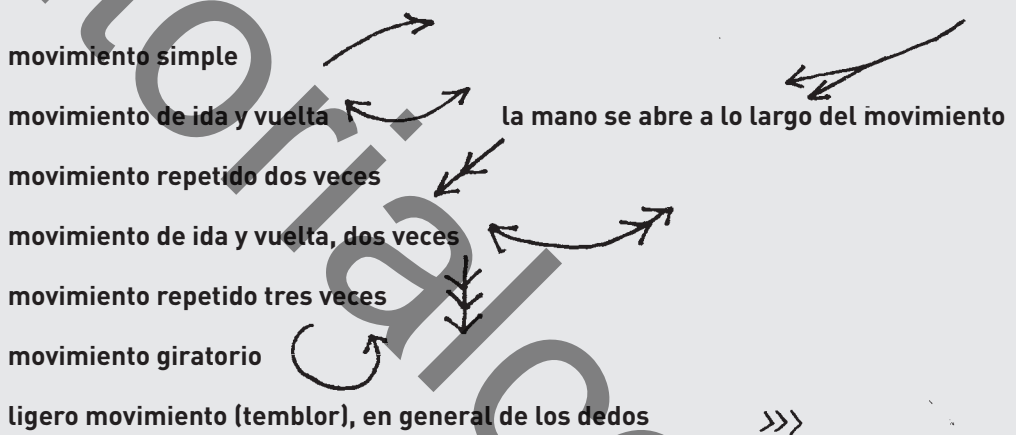 movimiento simple
movimiento de ida y vuelta
la mano se abre a lo largo del movimiento
movimiento repetido dos veces
movimiento de ida y vuelta, dos veces
movimiento repetido tres veces
movimiento giratorio
ligero movimiento (temblor), en general de los dedos